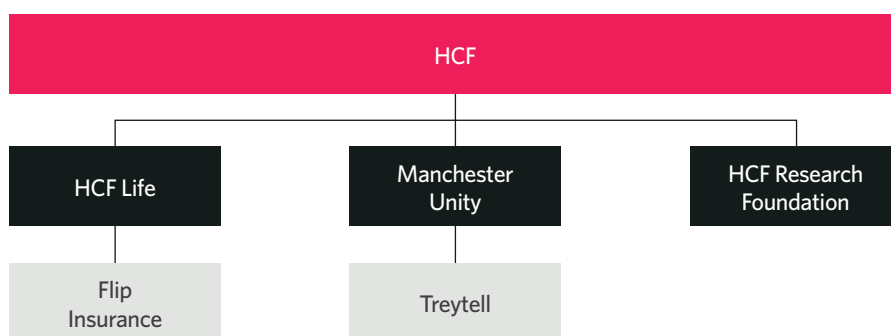 HCF
HCF Life
Manchester
Unity
HCF Research
Foundation
Flip
Insurance
Treytell